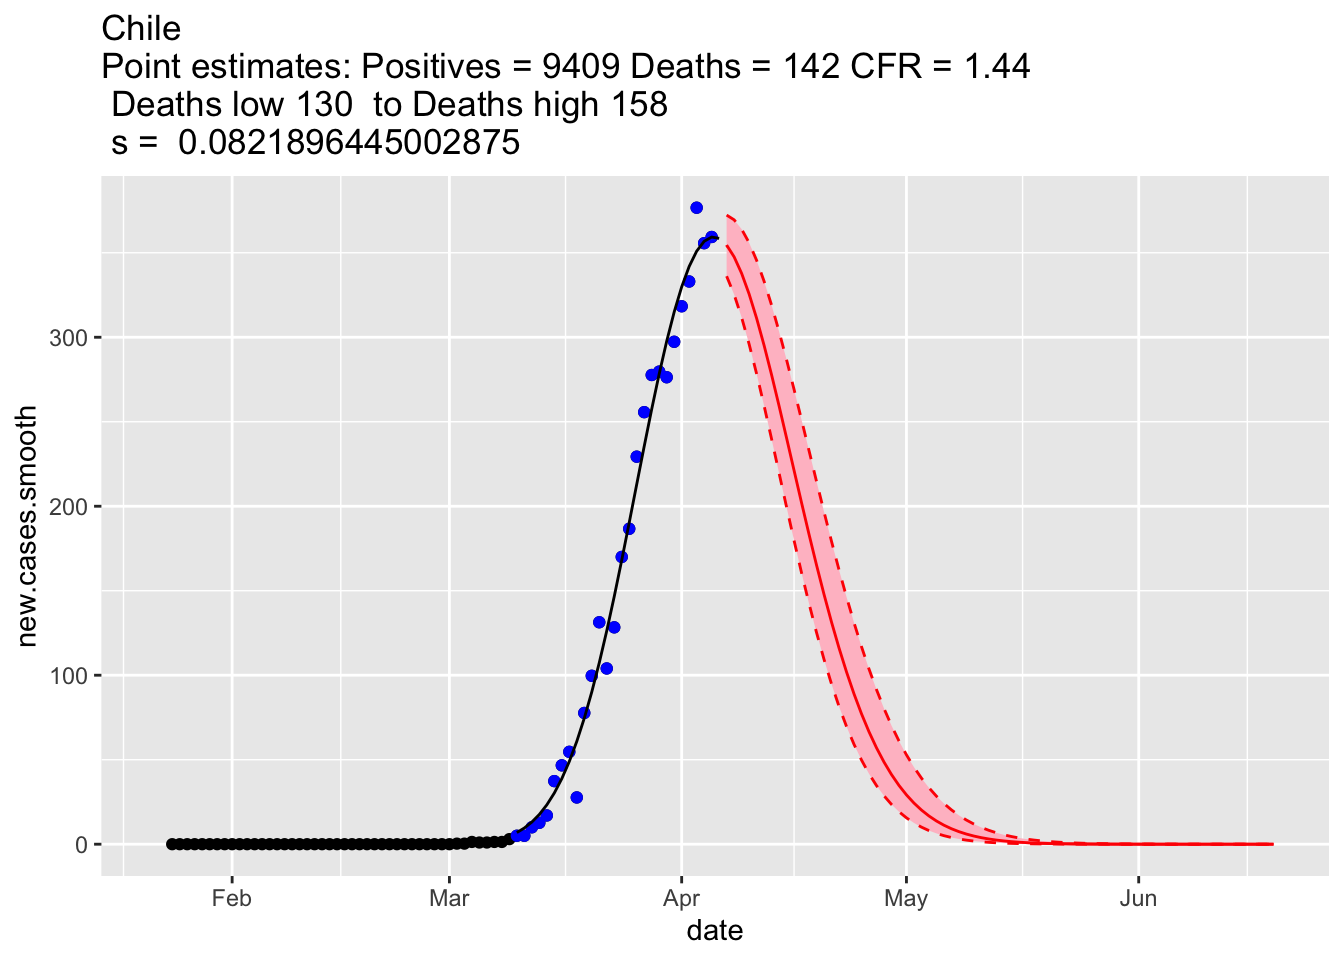 Chile
Point estimates: Positives = 9409 Deaths = 142 CFR = 1.44
Deaths low 130  to Deaths high 158
s =  0.0821896445002875
new.cases.smooth
300
200
100
0
Feb Mar Apr May Jun
date